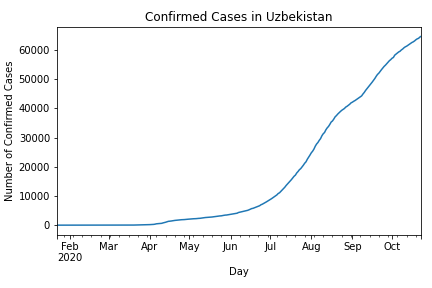 Confirmed Cases in Uzbekistan
Number of Confirmed Cases
60000
50000
40000
30000
20000
10000
0
Feb Mar Apr May Jun Jul Aug Sep Oct
2020
Day